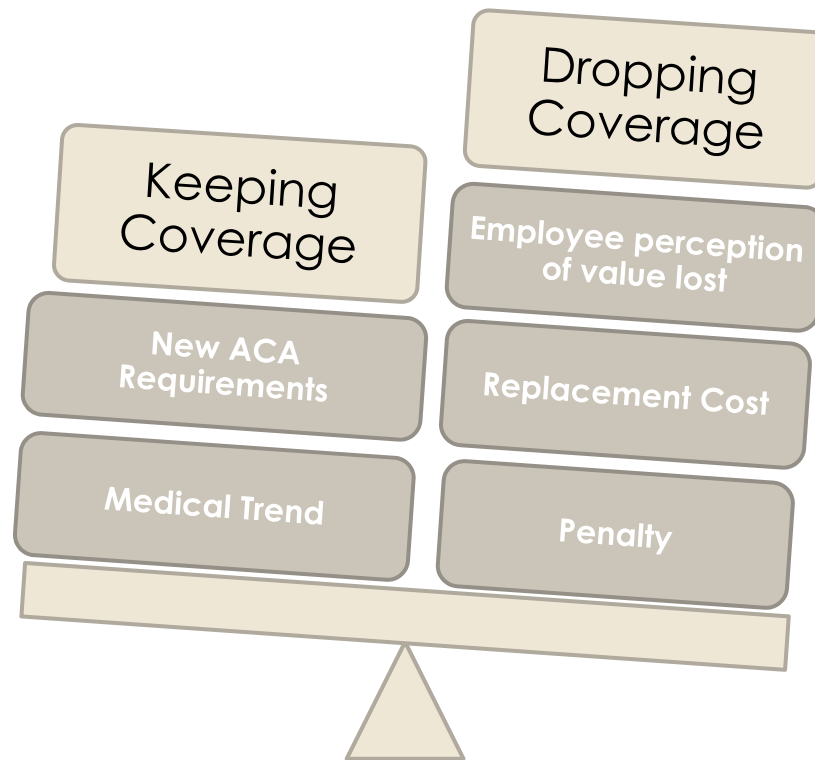 Keeping
Coverage
New ACA
Requirements
Medical Trend
Dropping
Coverage
Employee perception
of value lost
Replacement Cost
Penalty